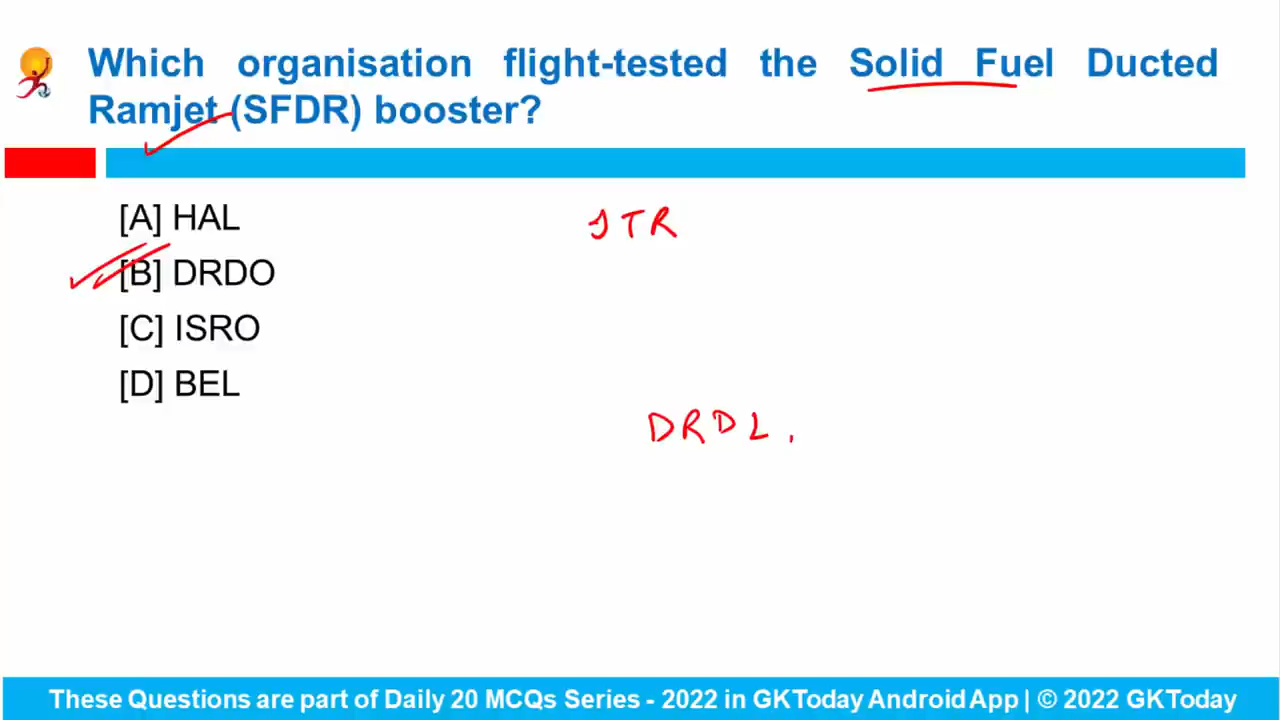 Which organisation flight-tested the Solid Fuel Ducted
Ramjet (SFDR) booster?
[A] HAL
ITR
[B] DRDO
[C] ISRO
[D] BEL
DRDL.
These Questions are part of Daily 20 MCQs Series - 2022 in GKToday Android App | © 2022 GKToday